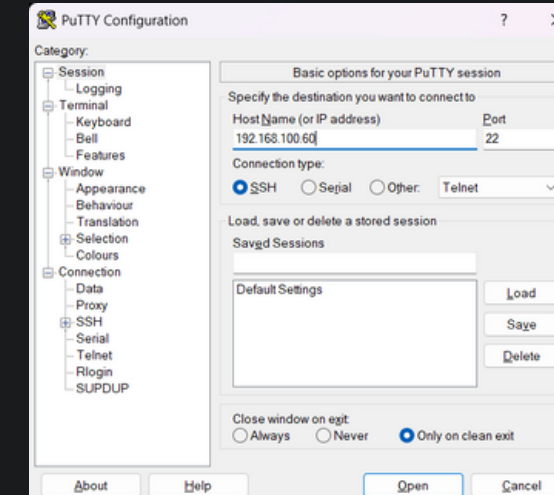 PuTTY Configuration ?
Category:
Session
Logging
Terminal
Keyboard
Bell
Features
Window
Appearance
Behaviour
Translation
Selection
Colours
Connection
Data
Proxy
SSH
Serial
Telnet
Rlogin
SUPDUP
Basic options for your PuTTY session
Specify the destination you want to connect to
Host Name (or IP address) Port
192.168.100.60 22
Connection type:
SSH Serial Other: Telnet
Load, save or delete a stored session
Saved Sessions
Default Settings
Load
Save
Delete
Close window on exit:
Always Never Only on clean exit
About Help Open Cancel